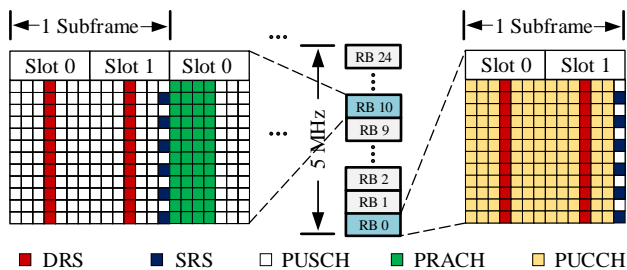 1 Subframe
Slot 0 Slot 1 Slot 0
...
...
5 MHz
RB 24
...
RB 10
RB 9
...
RB 2
RB 1
RB 0
1 Subframe
Slot 0 Slot 1
DRS SRS PUSCH PRACH PUCCH